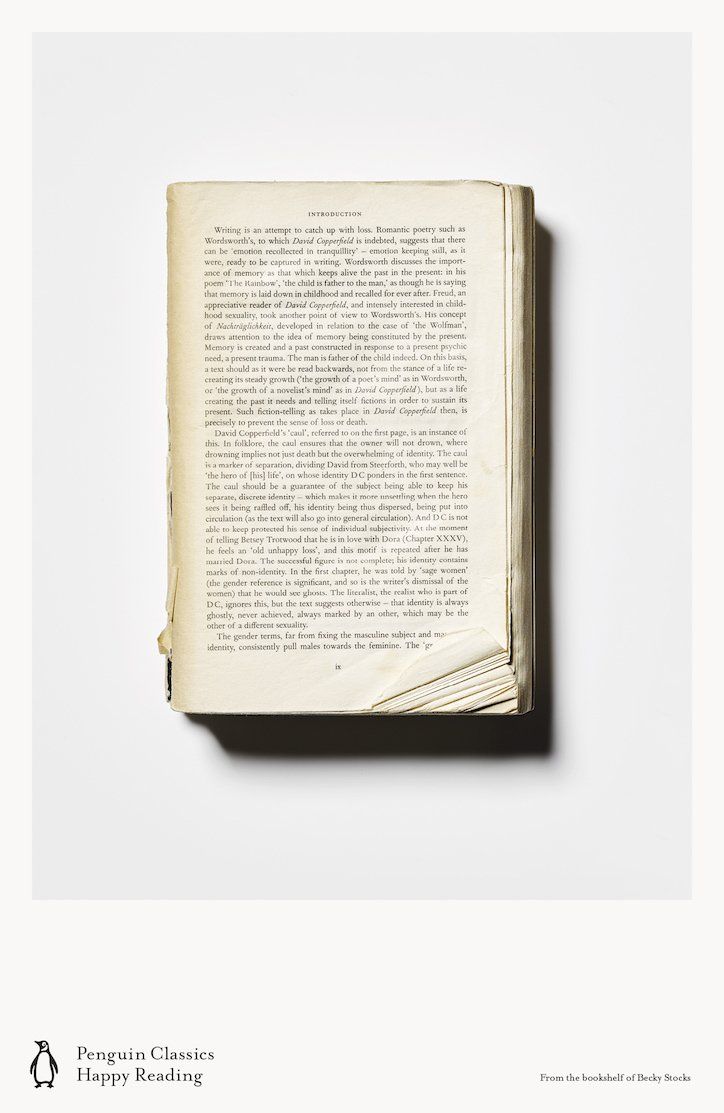 INTRODUCTION
Writing is an attempt to catch up with loss. Romantic poetry such as
Wordsworth's, to which David Copperfield is indebted, suggests that there
can be 'emotion recollected in tranquillity' – emotion keeping still, as it
were, ready to be captured in writing. Wordsworth discusses the import-
ance of memory as that which keeps alive the past in the present: in his
poem 'The Rainbow', 'the child is father to the man,' as though he is saying
that memory is laid down in childhood and recalled for ever after. Freud, an
appreciative reader of David Copperfield, and intensely interested in child-
hood sexuality, took another point of view to Wordsworth's. His concept
of Nachträglichkeit, developed in relation to the case of 'the Wolfman',
draws attention to the idea of memory being constituted by the present.
Memory is created and a past constructed in response to a present psychic
need, a present trauma. The man is father of the child indeed. On this basis,
a text should as it were be read backwards, not from the stance of a life re-
creating its steady growth ('the growth of a poet's mind' as in Wordsworth,
or 'the growth of a novelist's mind' as in David Copperfield), but as a life
creating the past it needs and telling itself fictions in order to sustain its
present. Such fiction-telling as takes place in David Copperfield then, is
precisely to prevent the sense of loss or death.
David Copperfield's 'caul', referred to on the first page, is an instance of
this. In folklore, the caul ensures that the owner will not drown, where
drowning implies not just death but the overwhelming of identity. The caul
is a marker of separation, dividing David from Steerforth, who may well be
'the hero of [his] life', on whose identity DC ponders in the first sentence.
The caul should be a guarantee of the subject being able to keep his
separate, discrete identity – which makes it more unsettling when the hero
sees it being raffled off, his identity being thus dispersed, being put into
circulation (as the text will also go into general circulation). And DC is not
able to keep protected his sense of individual subjectivity. At the moment
of telling Betsey Trotwood that he is in love with Dora (Chapter XXXV),
he feels an 'old unhappy loss', and this motif is repeated after he has
married Dora. The successful figure is not complete; his identity contains
marks of non-identity. In the first chapter, he was told by 'sage women'
(the gender reference is significant, and so is the writer's dismissal of the
women) that he would see ghosts. The literalist, the realist who is part of
DC, ignores this, but the text suggests otherwise – that identity is always
ghostly, never achieved, always marked by an other, which may be the
other of a different sexuality.
The gender terms, far from fixing the masculine subject and
identity, consistently pull males towards the feminine. The
ix
Penguin Classics
Happy Reading
From the bookshelf of Becky Stocks